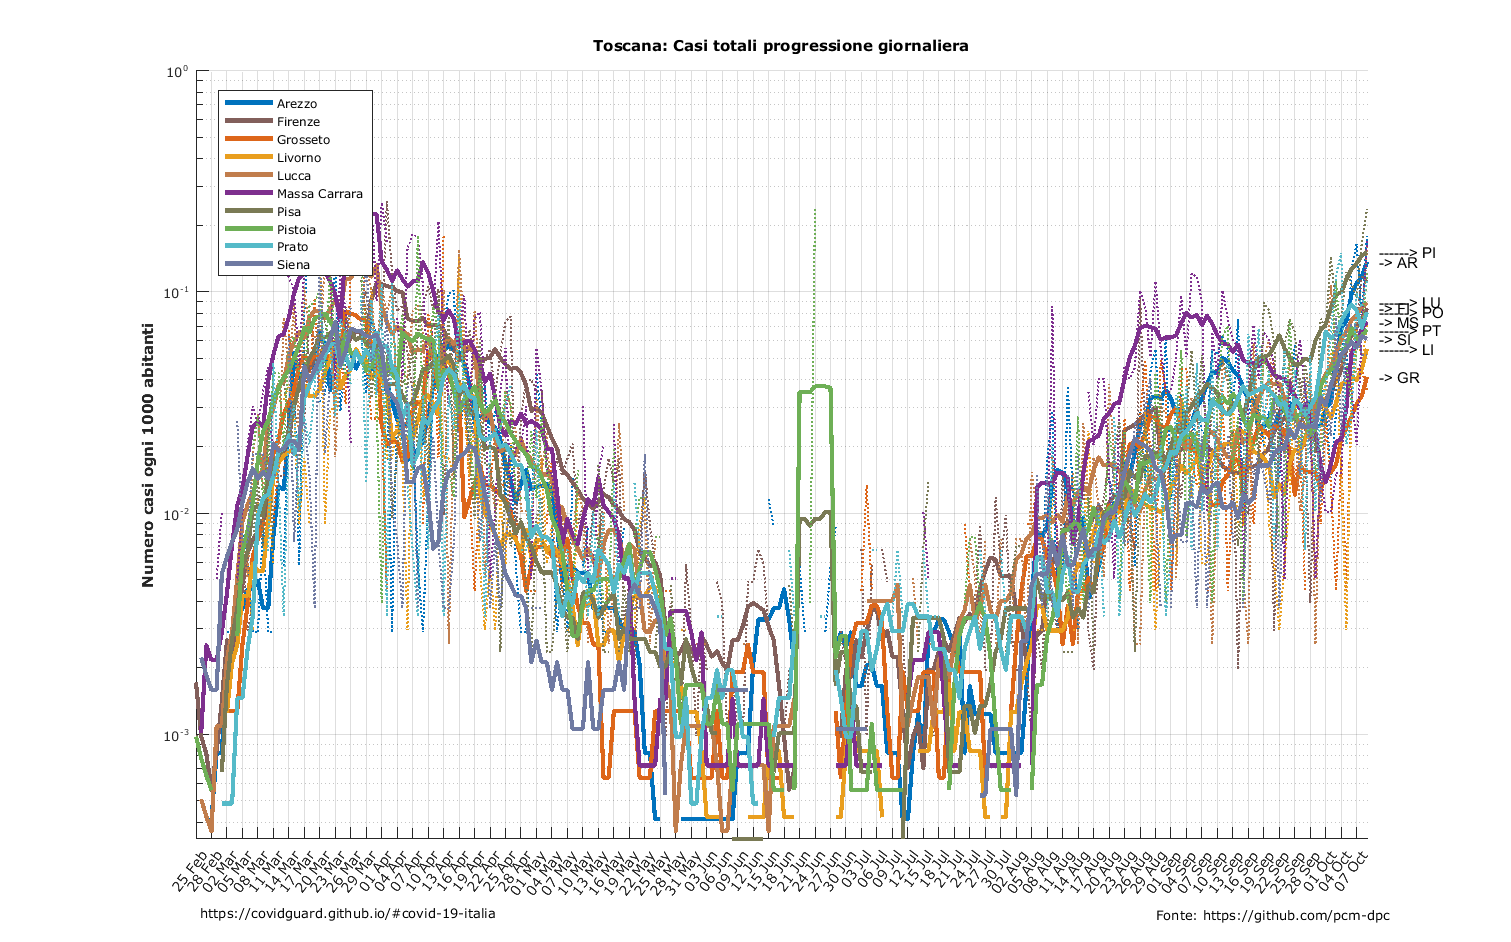 Toscana: Casi totali progressione giornaliera
Numero casi ogni 1000 abitanti
10^0
10^-1
10^-2
10^-3
Arezzo
Firenze
Grosseto
Livorno
Lucca
Massa Carrara
Pisa
Pistoia
Prato
Siena
------> PI
-> AR
------> LU
-> FI
------> PO
-> MS
------> PT
-> SI
------> LI
-> GR
25 Feb
28 Feb
02 Mar
05 Mar
08 Mar
11 Mar
14 Mar
17 Mar
20 Mar
23 Mar
26 Mar
29 Mar
01 Apr
04 Apr
07 Apr
10 Apr
13 Apr
16 Apr
19 Apr
22 Apr
25 Apr
28 Apr
01 May
04 May
07 May
10 May
13 May
16 May
19 May
22 May
25 May
28 May
31 May
03 Jun
06 Jun
09 Jun
12 Jun
15 Jun
18 Jun
21 Jun
24 Jun
27 Jun
30 Jun
03 Jul
06 Jul
09 Jul
12 Jul
15 Jul
18 Jul
21 Jul
24 Jul
27 Jul
30 Jul
02 Aug
05 Aug
08 Aug
11 Aug
14 Aug
17 Aug
20 Aug
23 Aug
26 Aug
29 Aug
01 Sep
04 Sep
07 Sep
10 Sep
13 Sep
16 Sep
19 Sep
22 Sep
25 Sep
28 Sep
01 Oct
04 Oct
07 Oct
https://covidguard.github.io/#covid-19-italia
Fonte: https://github.com/pcm-dpc